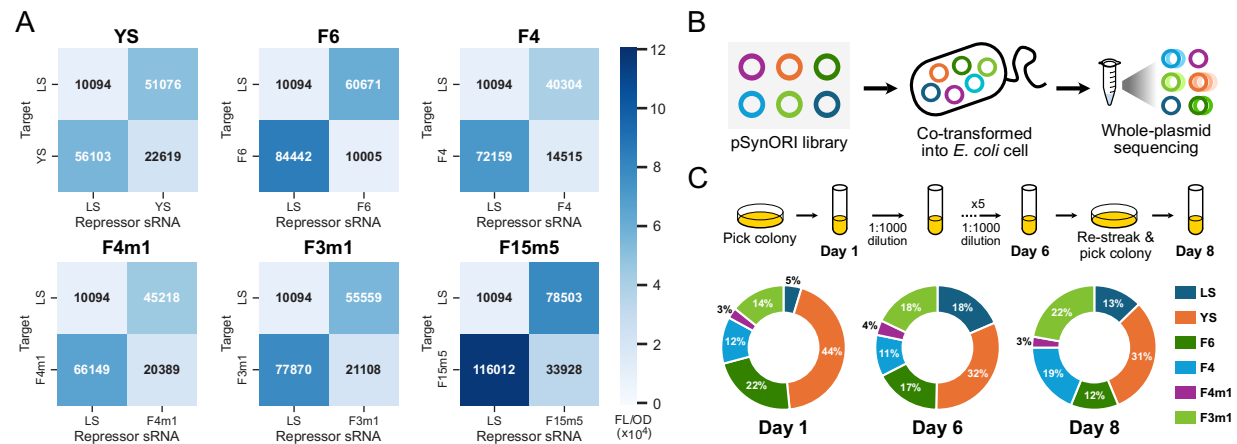 A
YS
Target
LS
10094
51076
YS
56103
22619
LS
YS
Repressor sRNA
F6
Target
LS
10094
60671
F6
84442
10005
LS
F6
Repressor sRNA
F4
Target
LS
10094
40304
F4
72159
14515
LS
F4
Repressor sRNA
F4m1
Target
LS
10094
45218
F4m1
66149
20389
LS
F4m1
Repressor sRNA
F3m1
Target
LS
10094
55559
F3m1
77870
21108
LS
F3m1
Repressor sRNA
F15m5
Target
LS
10094
78503
F15m5
116012
33928
LS
F15m5
Repressor sRNA
12
10
8
6
4
2
0
FL/OD
(x10⁴)
B
pSynORI library
Co-transformed
into E. coli cell
Whole-plasmid
sequencing
C
Pick colony
Day 1
1:1000
dilution
x5
1:1000
dilution
Day 6
Re-streak &
pick colony
Day 8
5%
44%
22%
12%
3%
14%
Day 1
18%
32%
17%
11%
4%
18%
Day 6
13%
31%
12%
19%
3%
22%
Day 8
LS
YS
F6
F4
F4m1
F3m1